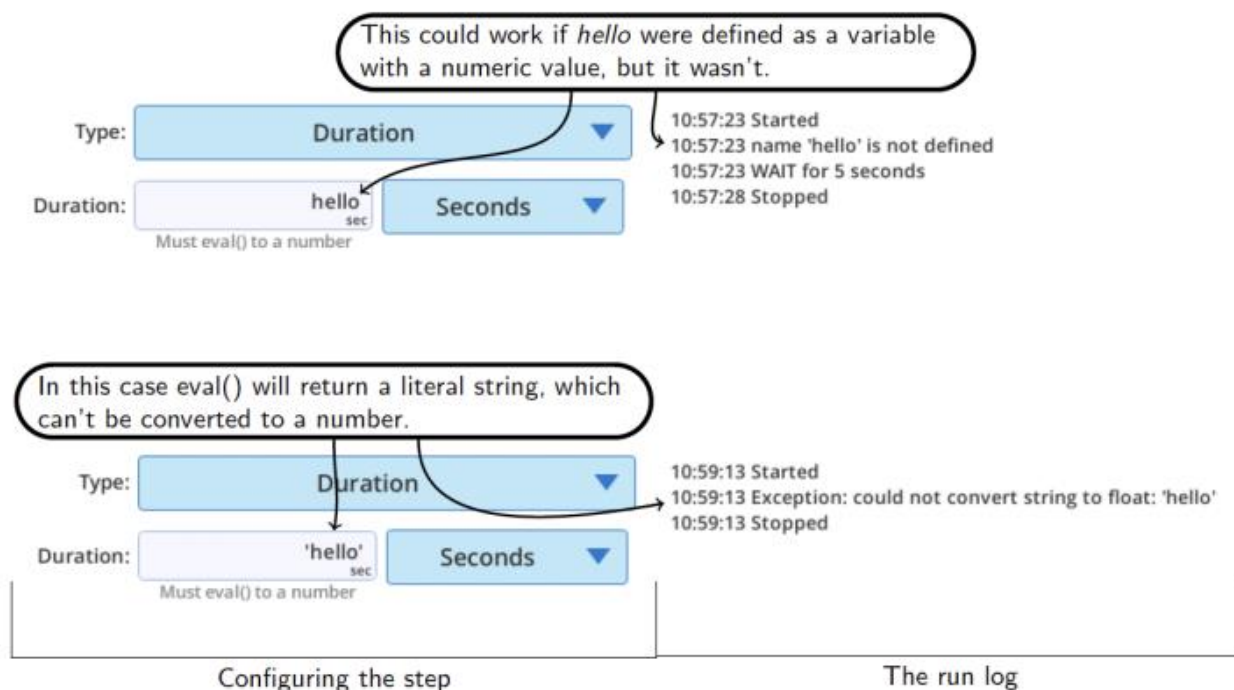 This could work if hello were defined as a variable
with a numeric value, but it wasn't.
Type:
Duration
10:57:23 Started
10:57:23 name 'hello' is not defined
10:57:23 WAIT for 5 seconds
10:57:28 Stopped
Duration:
hello
sec
Seconds
Must eval() to a number
In this case eval() will return a literal string, which
can't be converted to a number.
Type:
Duration
10:59:13 Started
10:59:13 Exception: could not convert string to float: 'hello'
10:59:13 Stopped
Duration:
'hello'
sec
Seconds
Must eval() to a number
Configuring the step
The run log